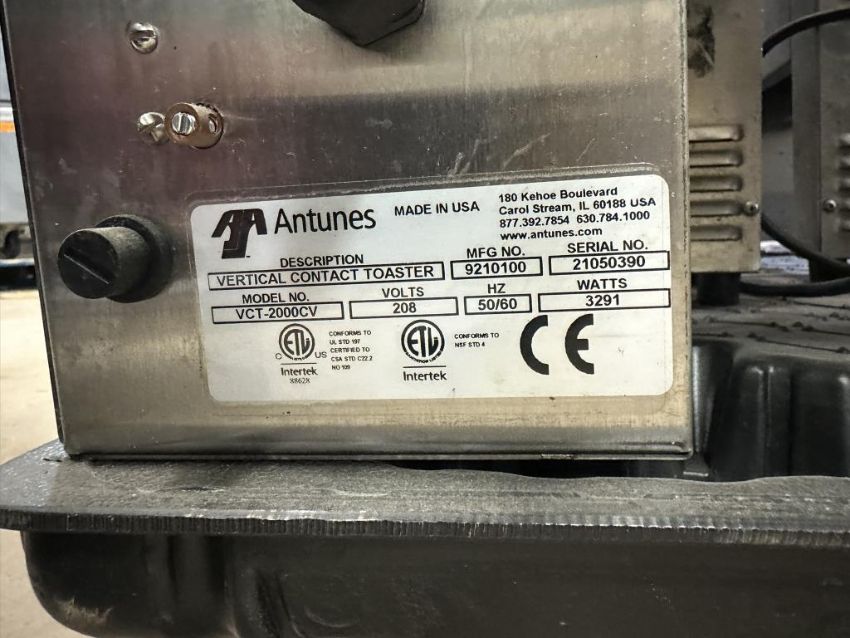 Antunes
MADE IN USA
180 Kehoe Boulevard
Carol Stream, IL 60188 USA
877.392.7854 630.784.1000
www.antunes.com
DESCRIPTION MFG NO. SERIAL NO.
VERTICAL CONTACT TOASTER 9210100 21050390
MODEL NO. VOLTS HZ WATTS
VCT-2000CV 208 50/60 3291
C ETL US
Intertek
88628
CONFORMS TO
UL STD 197
CERTIFIED TO
CSA STD C22.2
NO 109
ETL
Intertek
CONFORMS TO
NSF STD 4
CE